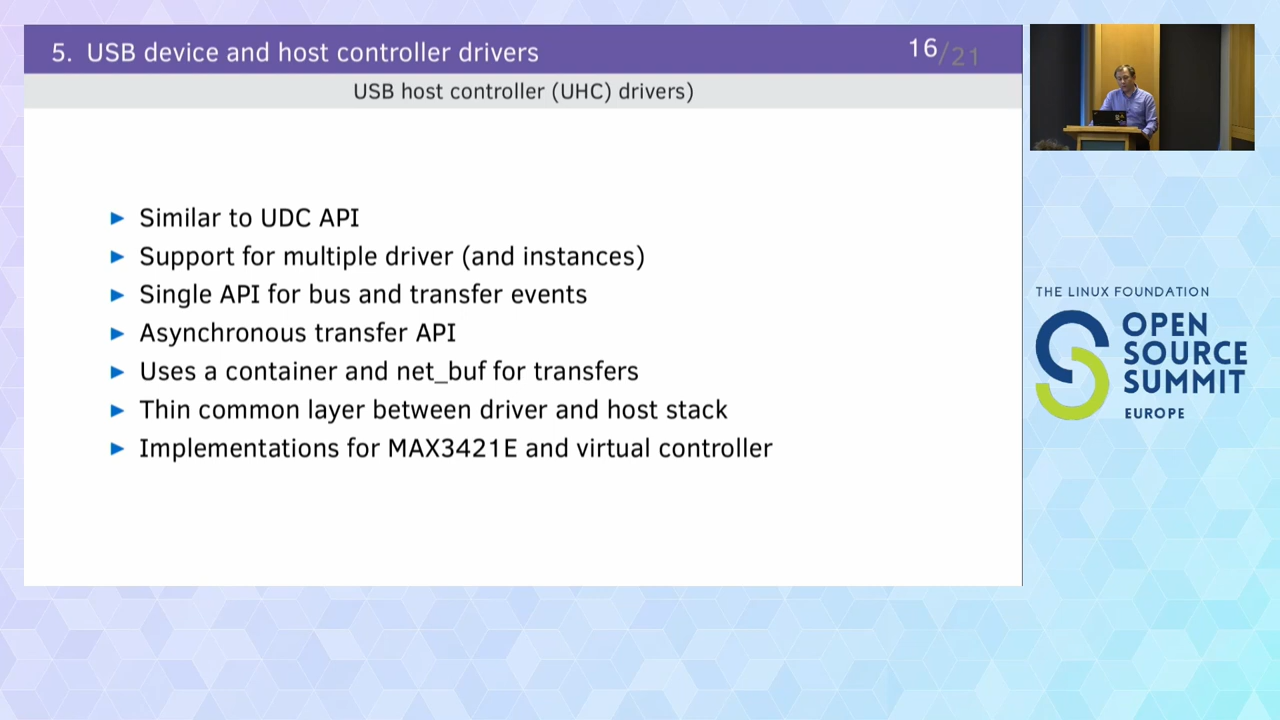 5. USB device and host controller drivers
16/21
USB host controller (UHC) drivers)
Similar to UDC API
Support for multiple driver (and instances)
Single API for bus and transfer events
Asynchronous transfer API
Uses a container and net_buf for transfers
Thin common layer between driver and host stack
Implementations for MAX3421E and virtual controller
THE LINUX FOUNDATION
OPEN
SOURCE
SUMMIT
EUROPE